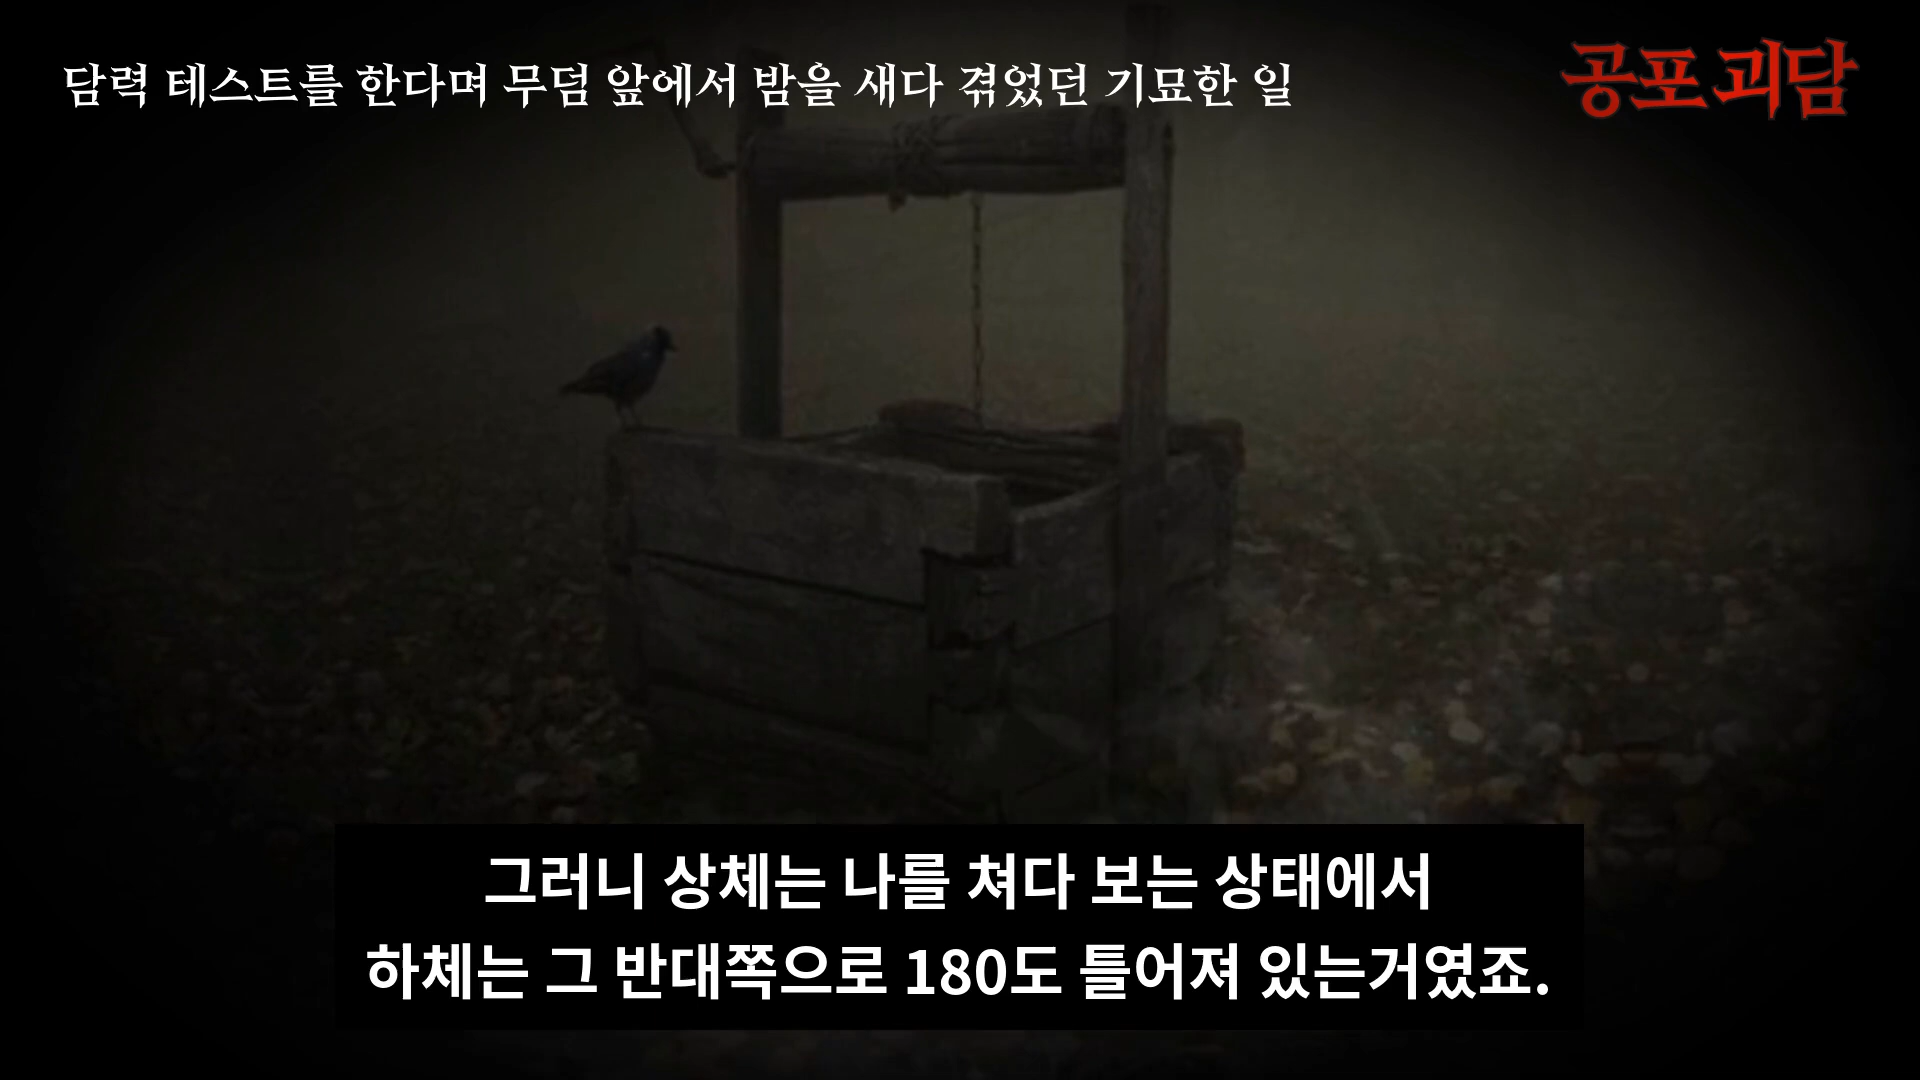 담력 테스트를 한다며 무덤 앞에서 밤을 새다 겪었던 기묘한 일
공포 괴담
그러니 상체는 나를 쳐다 보는 상태에서
하체는 그 반대쪽으로 180도 틀어져 있는거였죠.